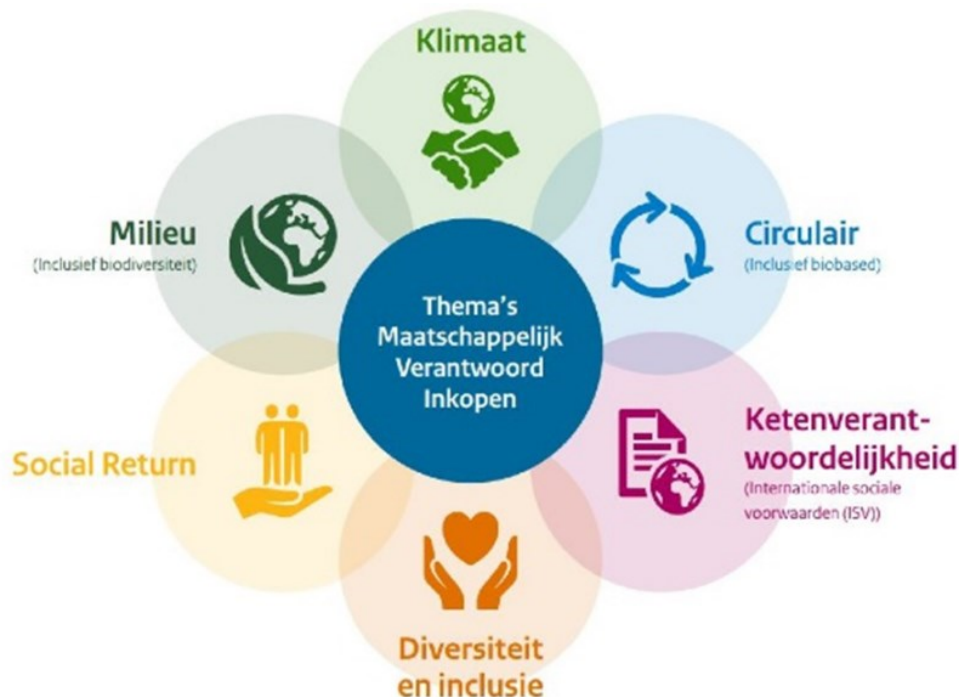 Klimaat
Milieu
(Inclusief biodiversiteit)
Circulair
(Inclusief biobased)
Thema's
Maatschappelijk
Verantwoord
Inkopen
Social Return
Ketenverant-
woordelijkheid
(Internationale sociale
voorwaarden (ISV))
Diversiteit
en inclusie